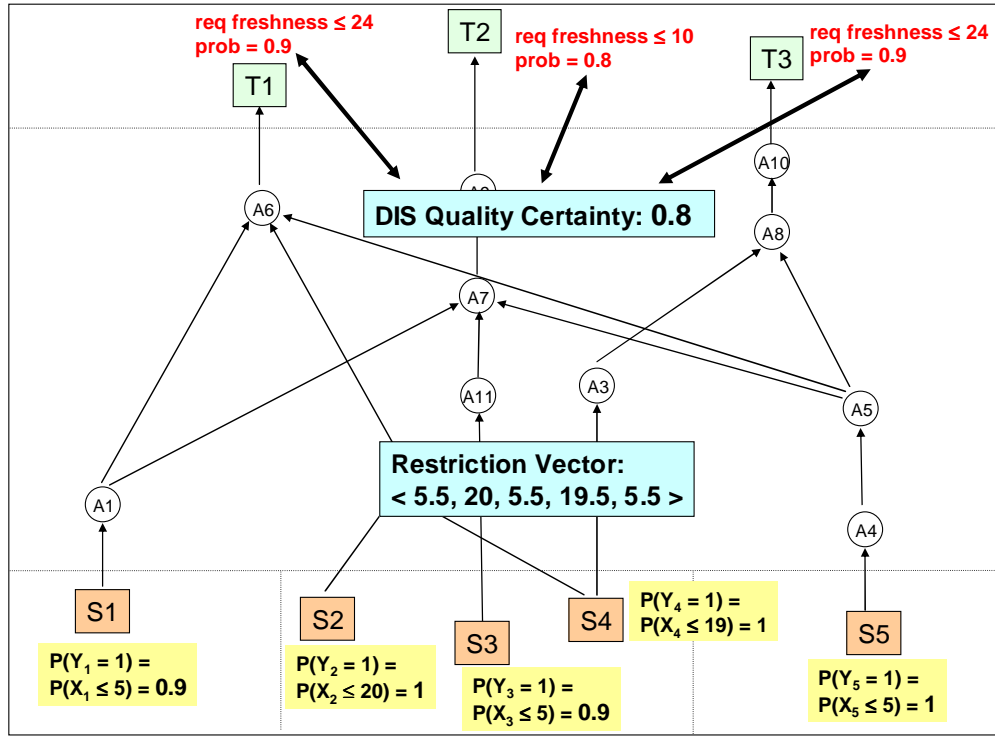 req freshness ≤ 24
prob = 0.9
T2
req freshness ≤ 10
prob = 0.8
req freshness ≤ 24
prob = 0.9
T1
T3
A10
A6
DIS Quality Certainty: 0.8
A8
A7
A3
A11
A5
Restriction Vector:
< 5.5, 20, 5.5, 19.5, 5.5 >
A1
A4
S1
S2
S3
S4
P(Y4 = 1) =
P(X4 ≤ 19) = 1
S5
P(Y1 = 1) =
P(X1 ≤ 5) = 0.9
P(Y2 = 1) =
P(X2 ≤ 20) = 1
P(Y3 = 1) =
P(X3 ≤ 5) = 0.9
P(Y5 = 1) =
P(X5 ≤ 5) = 1